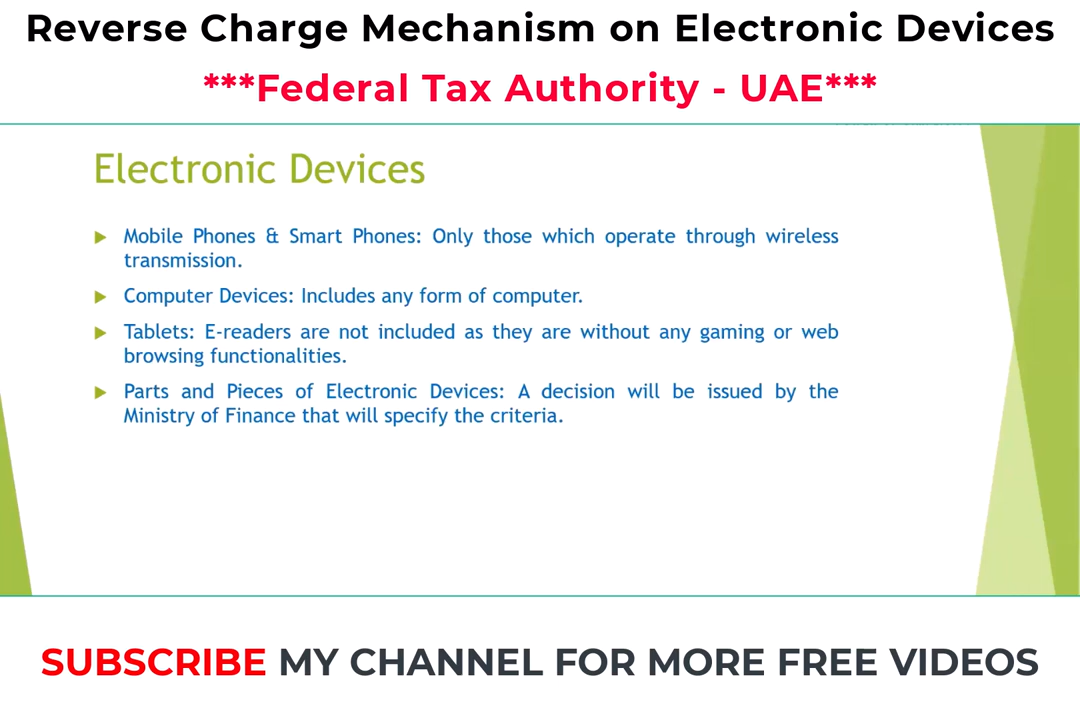 Reverse Charge Mechanism on Electronic Devices
***Federal Tax Authority - UAE***
Electronic Devices
Mobile Phones & Smart Phones: Only those which operate through wireless
transmission.
Computer Devices: Includes any form of computer.
Tablets: E-readers are not included as they are without any gaming or web
browsing functionalities.
Parts and Pieces of Electronic Devices: A decision will be issued by the
Ministry of Finance that will specify the criteria.
SUBSCRIBE MY CHANNEL FOR MORE FREE VIDEOS